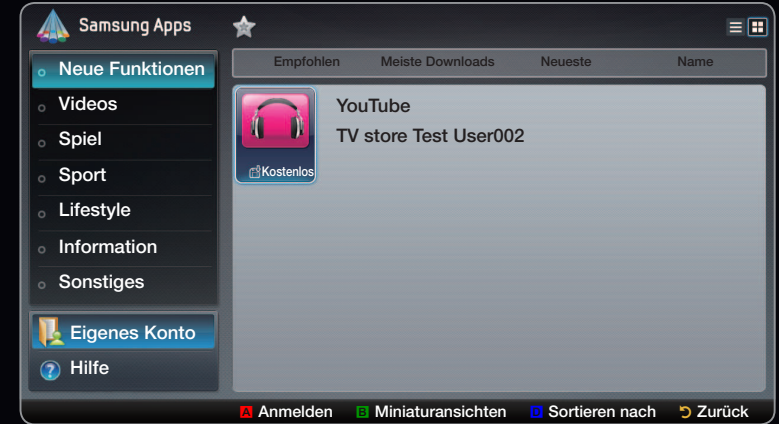 Samsung Apps
Neue Funktionen
Videos
Spiel
Sport
Lifestyle
Information
Sonstiges
Eigenes Konto
? Hilfe
Empfohlen Meiste Downloads Neueste Name
YouTube
TV store Test User002
Kostenlos
A Anmelden B Miniaturansichten D Sortieren nach Zurück